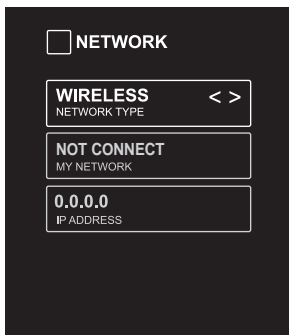 NETWORK
WIRELESS < >
NETWORK TYPE
NOT CONNECT
MY NETWORK
0.0.0.0
IP ADDRESS